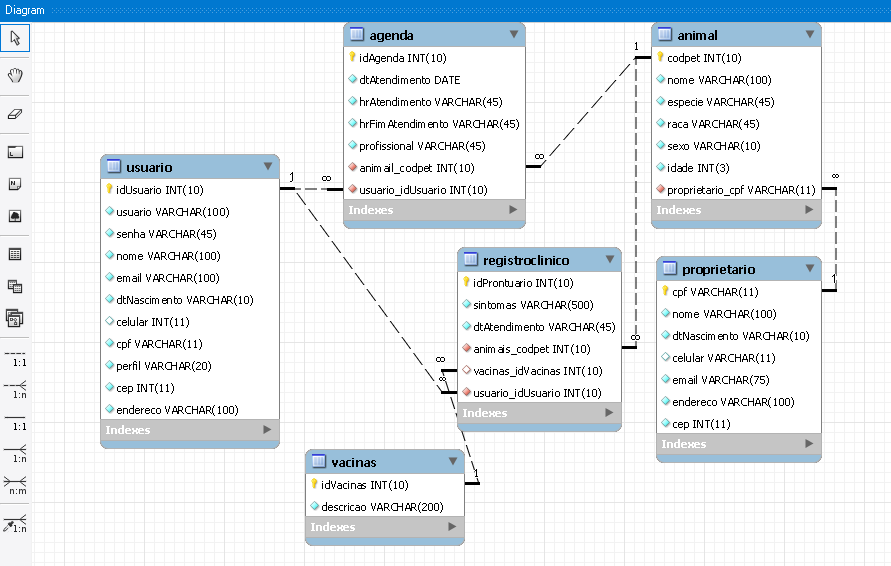 Diagram
agenda
idAgenda INT(10)
dtAtendimento DATE
hrAtendimento VARCHAR(45)
hrFimAtendimento VARCHAR(45)
profissional VARCHAR(45)
animail_codpet INT(10)
usuario_idUsuario INT(10)
Indexes
animal
codpet INT(10)
nome VARCHAR(100)
especie VARCHAR(45)
raca VARCHAR(45)
sexo VARCHAR(10)
idade INT(3)
proprietario_cpf VARCHAR(11)
Indexes
usuario
idUsuario INT(10)
usuario VARCHAR(100)
senha VARCHAR(45)
nome VARCHAR(100)
email VARCHAR(100)
dtNascimento VARCHAR(10)
celular INT(11)
cpf VARCHAR(11)
perfil VARCHAR(20)
cep INT(11)
endereco VARCHAR(100)
Indexes
registroclinico
idProntuario INT(10)
sintomas VARCHAR(500)
dtAtendimento VARCHAR(45)
animais_codpet INT(10)
vacinas_idVacinas INT(10)
usuario_idUsuario INT(10)
Indexes
proprietario
cpf VARCHAR(11)
nome VARCHAR(100)
dtNascimento VARCHAR(10)
celular VARCHAR(11)
email VARCHAR(75)
endereco VARCHAR(100)
cep INT(11)
Indexes
vacinas
idVacinas INT(10)
descricao VARCHAR(200)
Indexes
1
∞
∞
1
∞
1
∞
∞
∞
1
1:1
1:n
1:1
1:n
n:m
1:n